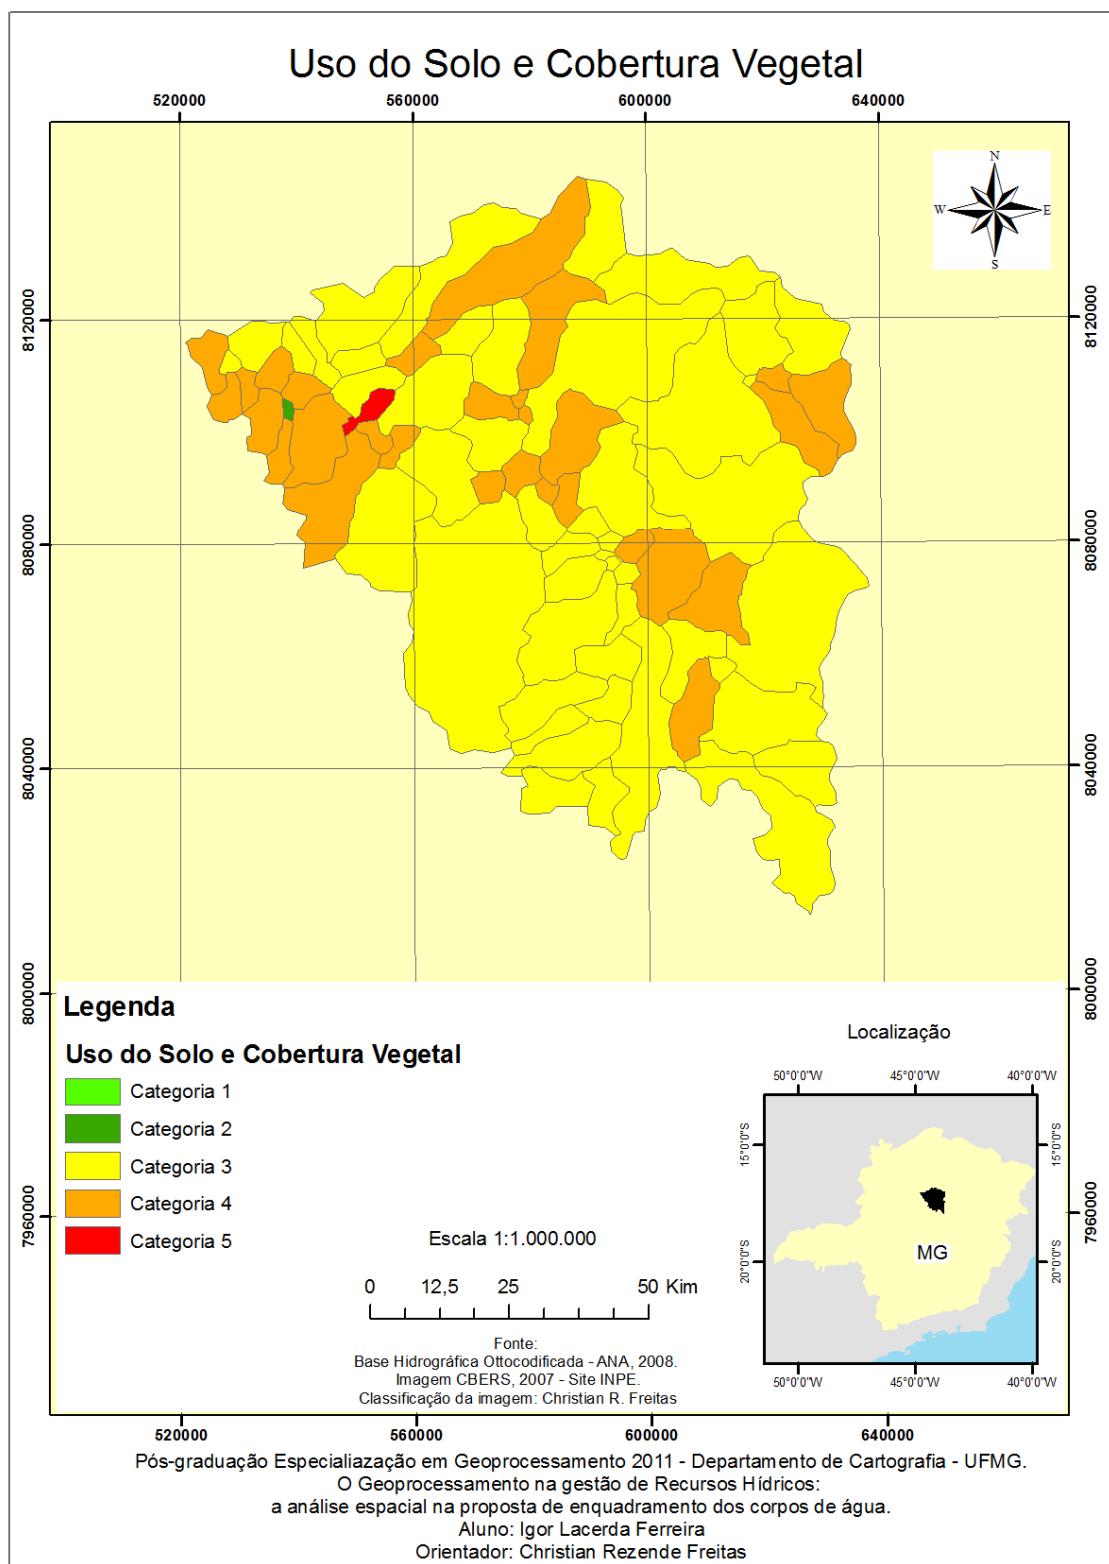 Uso do Solo e Cobertura Vegetal
520000 560000 600000 640000
N
W E
S
8120000 8120000
8080000 8080000
8040000 8040000
8000000 8000000
7960000 7960000
Legenda
Uso do Solo e Cobertura Vegetal
Categoria 1
Categoria 2
Categoria 3
Categoria 4
Categoria 5
Localização
50°0'0"W 45°0'0"W 40°0'0"W
15°0'0"S 15°0'0"S
MG
20°0'0"S 20°0'0"S
50°0'0"W 45°0'0"W 40°0'0"W
Escala 1:1.000.000
0 12,5 25 50 Kim
Fonte:
Base Hidrográfica Ottocodificada - ANA, 2008.
Imagem CBERS, 2007 - Site INPE.
Classificação da imagem: Christian R. Freitas
520000 560000 600000 640000
Pós-graduação Especialiazação em Geoprocessamento 2011 - Departamento de Cartografia - UFMG.
O Geoprocessamento na gestão de Recursos Hídricos:
a análise espacial na proposta de enquadramento dos corpos de água.
Aluno: Igor Lacerda Ferreira
Orientador: Christian Rezende Freitas